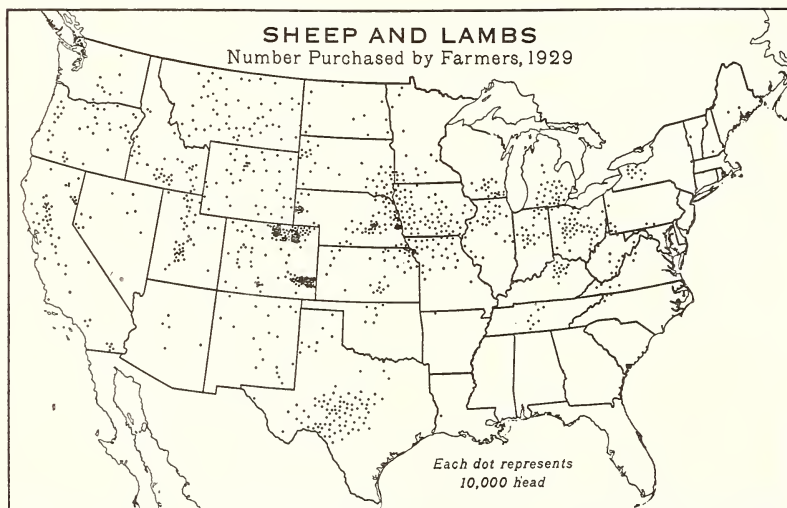 SHEEP AND LAMBS
Number Purchased by Farmers, 1929
Each dot represents
10,000 head